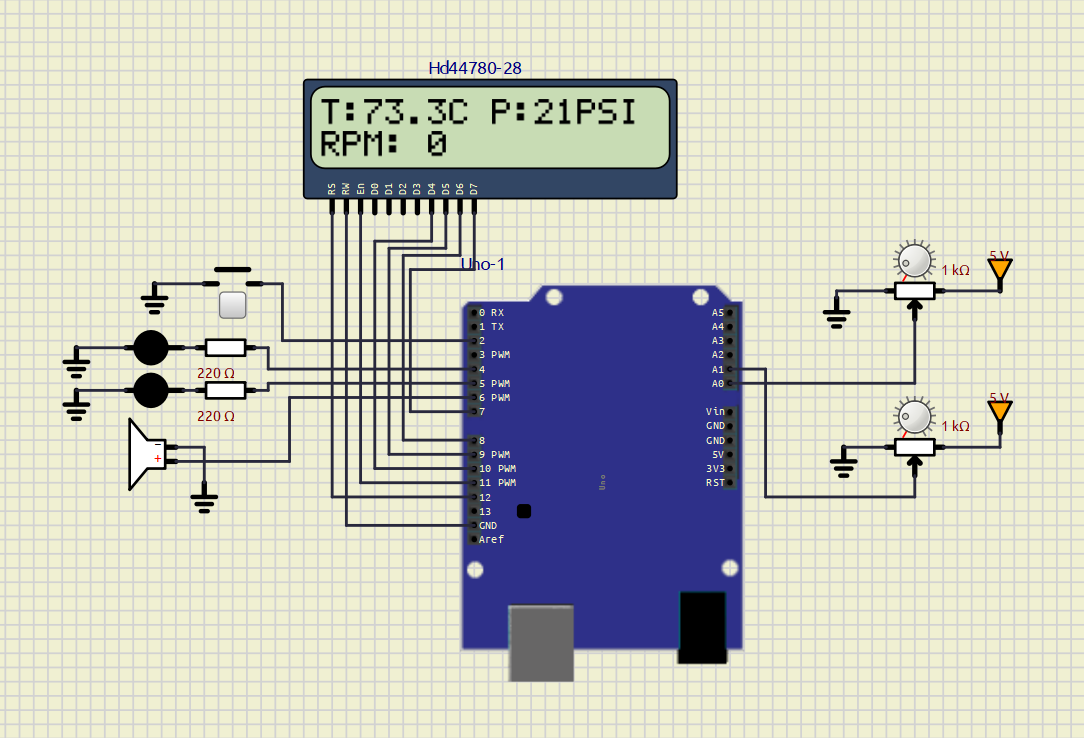 Hd44780-28
T:73.3C P:21PSI
RPM: 0
RS RW En D0 D1 D2 D3 D4 D5 D6 D7
Uno-1
0 RX
1 TX
2
3 PWM
4
5 PWM
6 PWM
7
8
9 PWM
10 PWM
11 PWM
12
13
GND
Aref
A5
A4
A3
A2
A1
A0
Vin
GND
GND
5V
3V3
RST
Uno
220 Ω
220 Ω
-
+
5 V
1 kΩ
5 V
1 kΩ